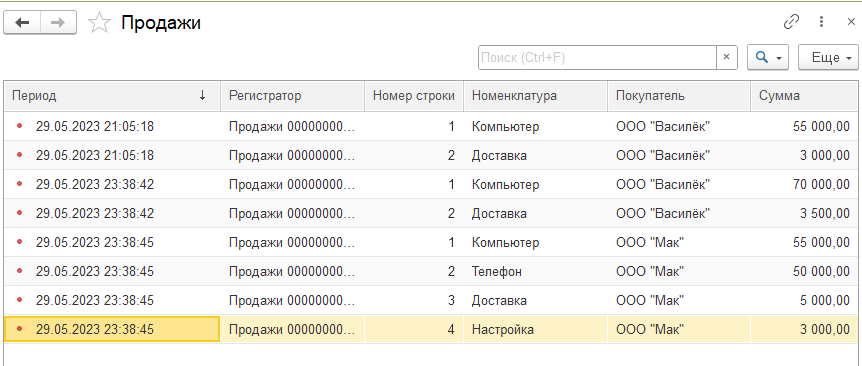 Продажи
Поиск (Ctrl+F) × Еще
Период ↓ Регистратор Номер строки Номенклатура Покупатель Сумма
29.05.2023 21:05:18 Продажи 00000000... 1 Компьютер ООО "Василёк" 55 000,00
29.05.2023 21:05:18 Продажи 00000000... 2 Доставка ООО "Василёк" 3 000,00
29.05.2023 23:38:42 Продажи 00000000... 1 Компьютер ООО "Василёк" 70 000,00
29.05.2023 23:38:42 Продажи 00000000... 2 Доставка ООО "Василёк" 3 500,00
29.05.2023 23:38:45 Продажи 00000000... 1 Компьютер ООО "Мак" 55 000,00
29.05.2023 23:38:45 Продажи 00000000... 2 Телефон ООО "Мак" 50 000,00
29.05.2023 23:38:45 Продажи 00000000... 3 Доставка ООО "Мак" 5 000,00
29.05.2023 23:38:45 Продажи 00000000... 4 Настройка ООО "Мак" 3 000,00